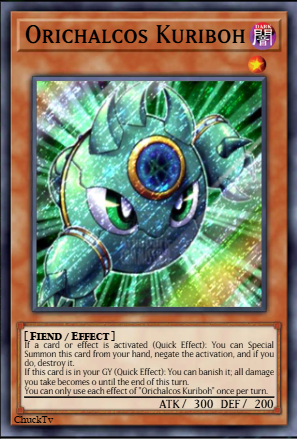 Orichalcos Kuriboh
DARK
闇
[ Fiend / Effect ]
If a card or effect is activated (Quick Effect): You can Special
Summon this card from your hand, negate the activation, and if you
do, destroy it.
If this card is in your GY (Quick Effect): You can banish it; all damage
you take becomes 0 until the end of this turn.
You can only use each effect of "Orichalcos Kuriboh" once per turn.
ATK / 300 DEF / 200
ChuckTv